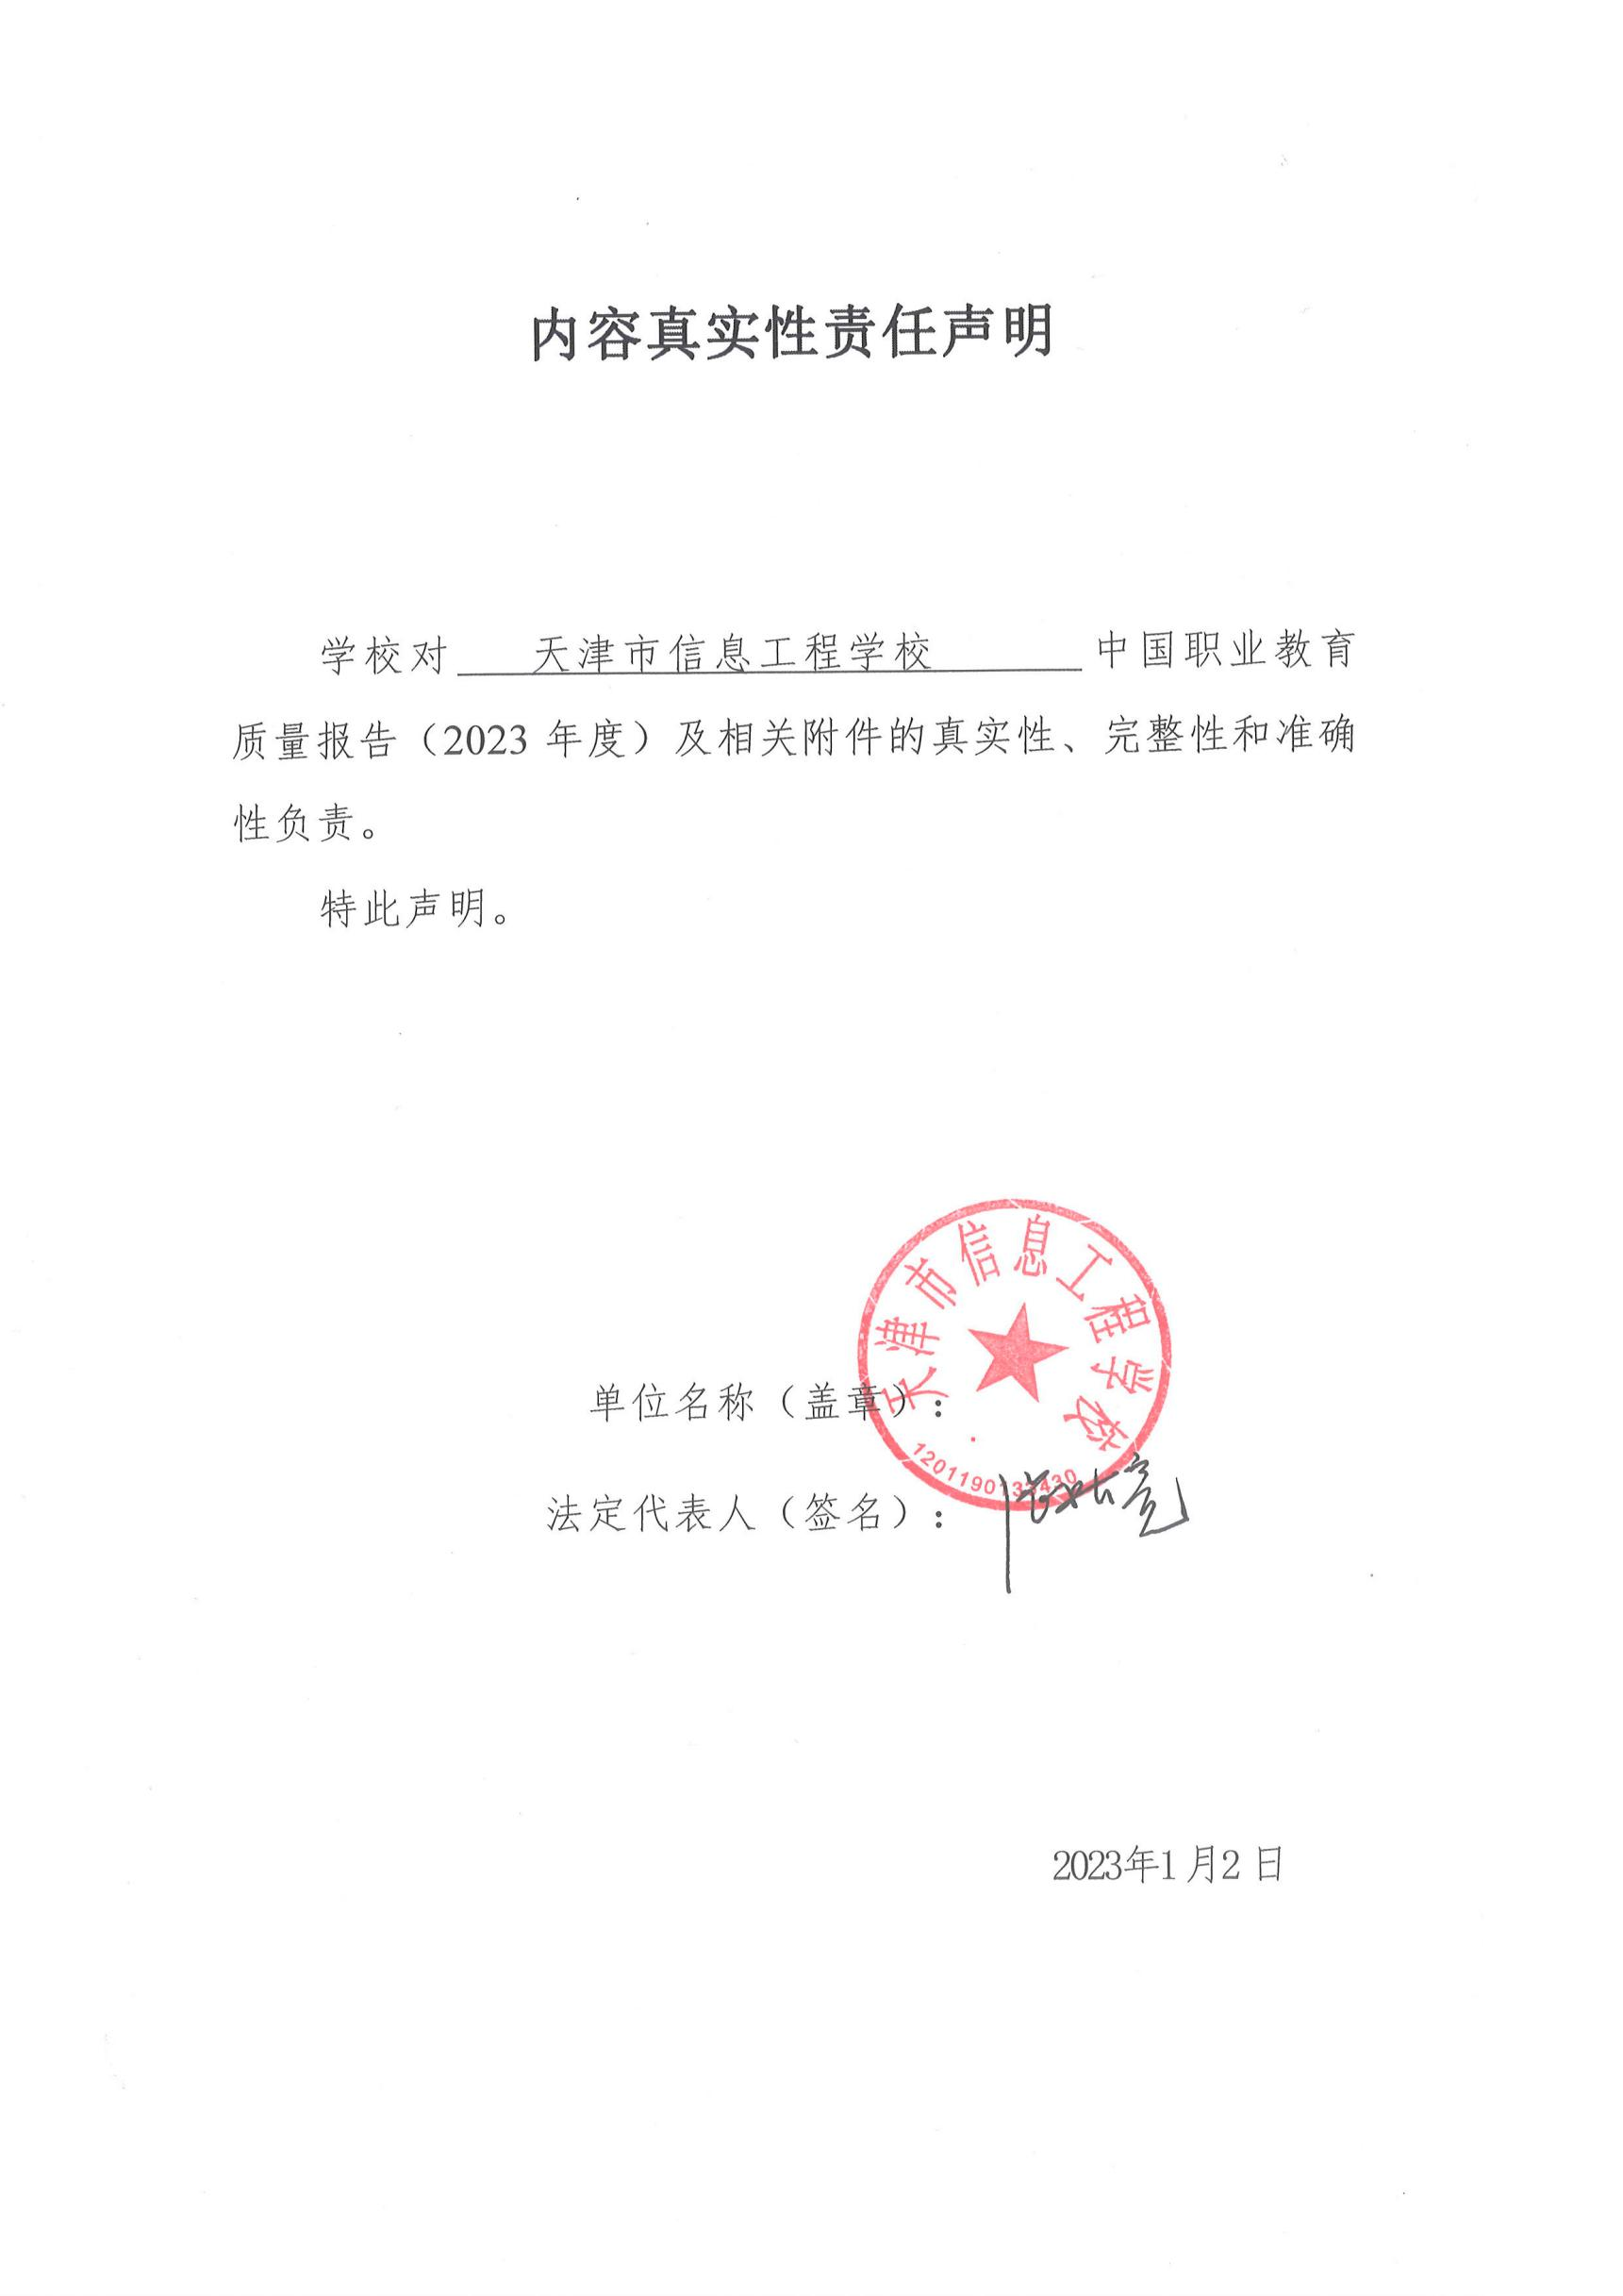 内容真实性责任声明
学校对 天津市信息工程学校 中国职业教育
质量报告（2023 年度）及相关附件的真实性、完整性和准确
性负责。
特此声明。
天津市信息工程学校
单位名称（盖章）：
1201190133430
法定代表人（签名）：
2023年1月2日